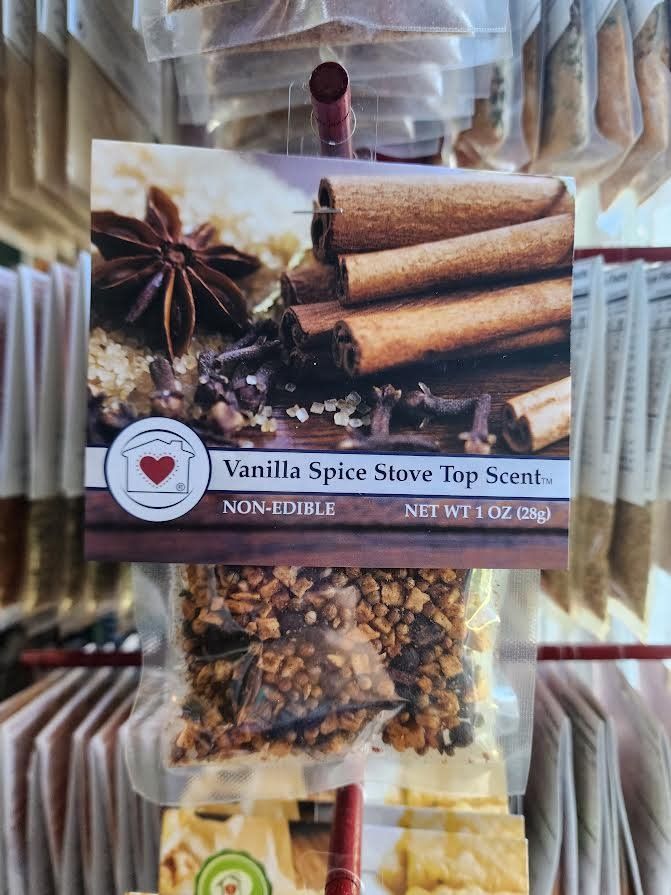 Vanilla Spice Stove Top Scent™
NON-EDIBLE NET WT 1 OZ (28g)
®